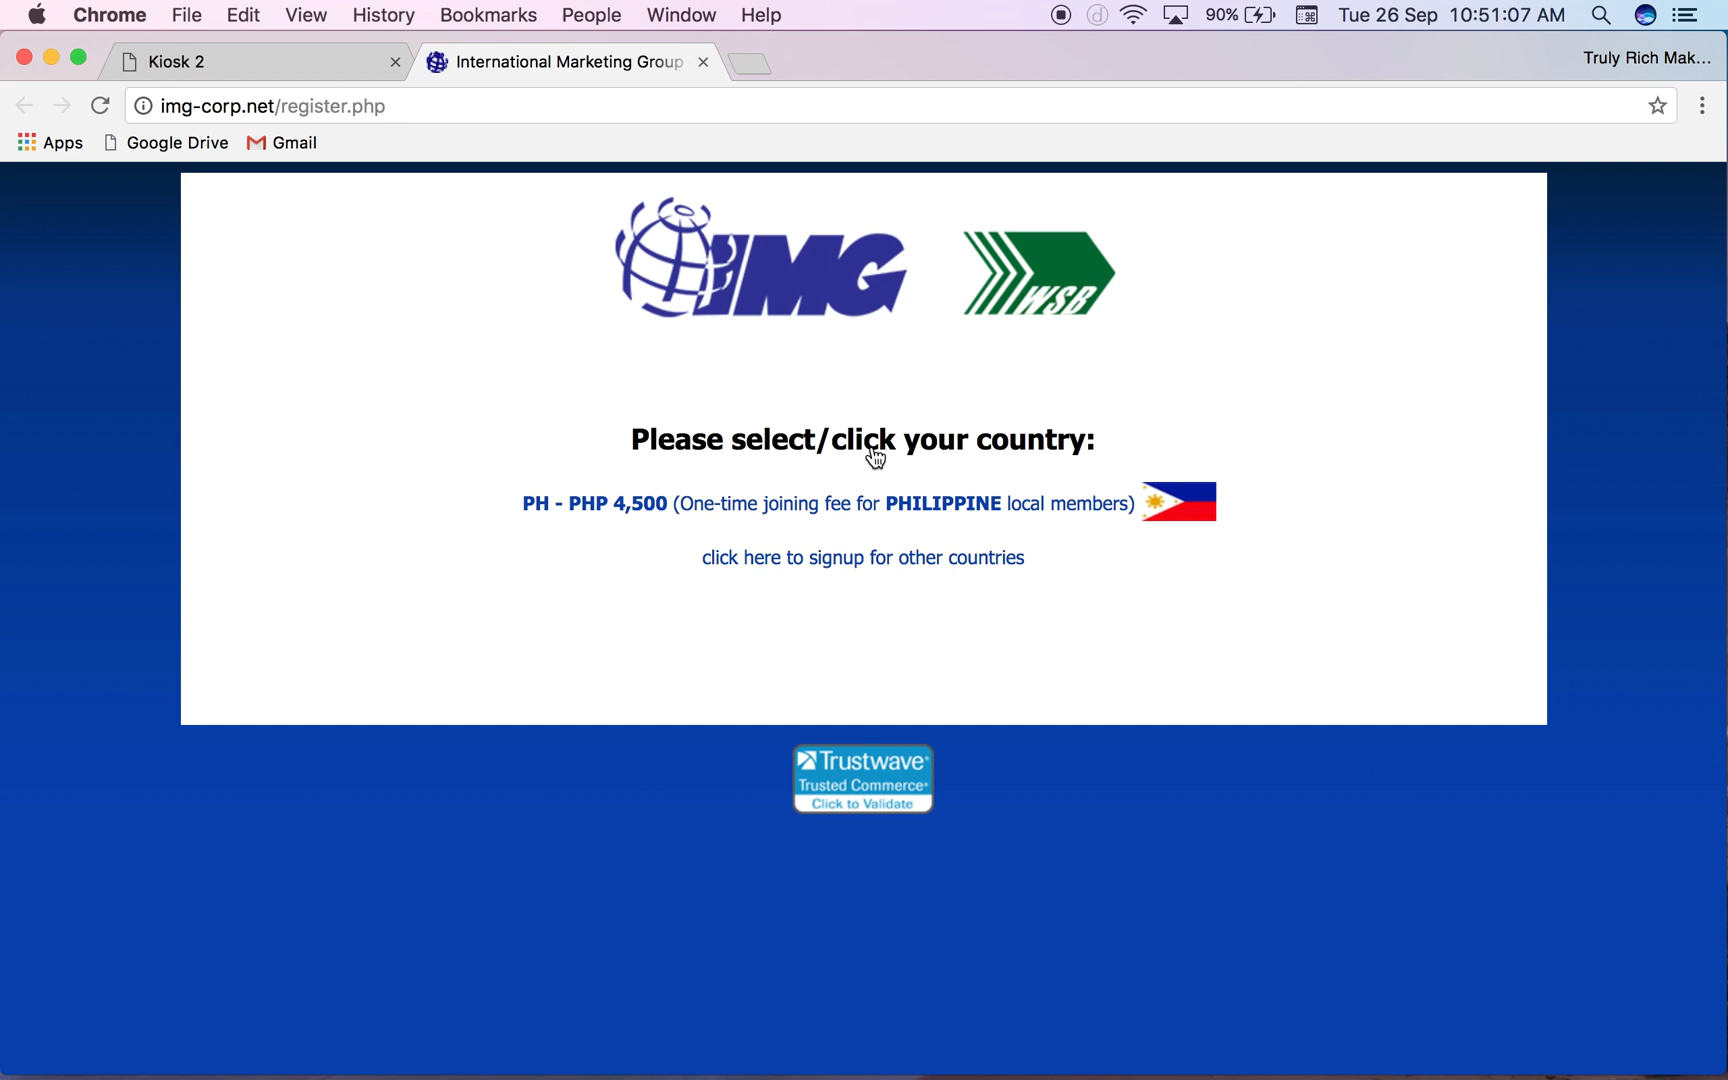 Chrome File Edit View History Bookmarks People Window Help 90% Tue 26 Sep 10:51:07 AM
Kiosk 2 International Marketing Group Truly Rich Mak...
img-corp.net/register.php
Apps Google Drive Gmail
IMG WSB
Please select/click your country:
PH - PHP 4,500 (One-time joining fee for PHILIPPINE local members)
click here to signup for other countries
Trustwave®
Trusted Commerce®
Click to Validate